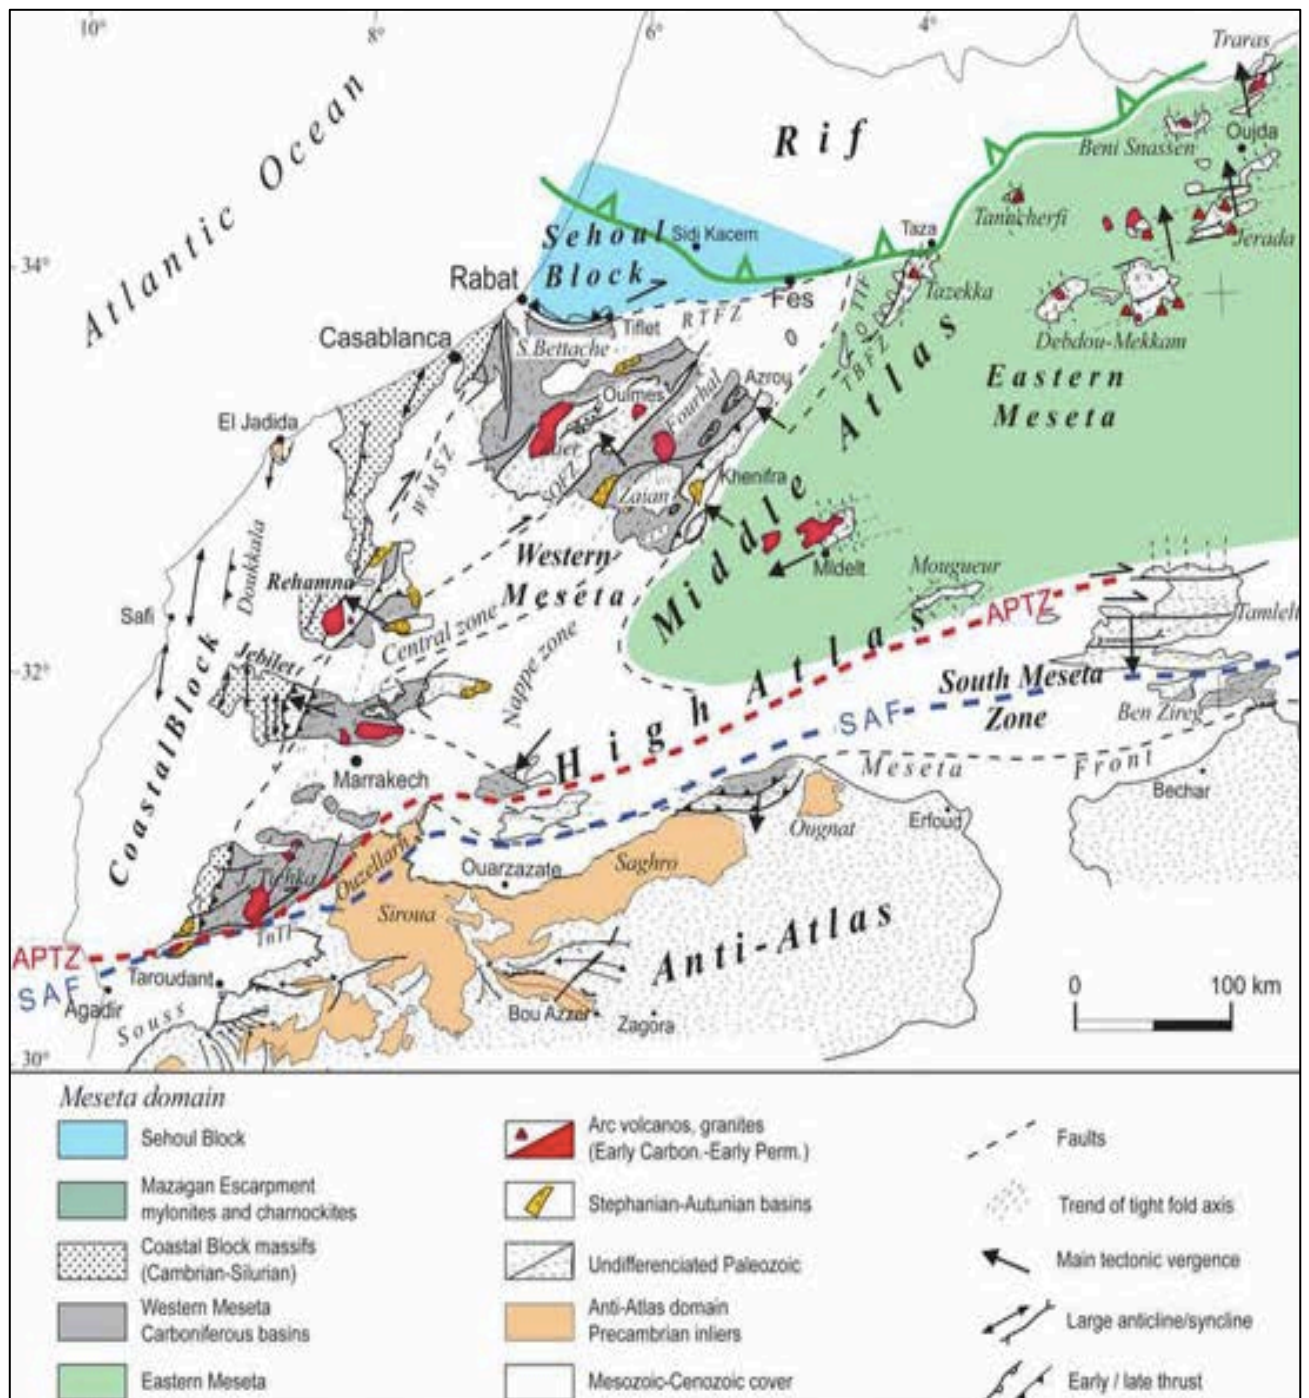 10°
8°
6°
4°
Traras
Atlantic Ocean
Rif
Oujda
Beni Snassen
Sehoul
Block
Sidi Kacem
Taza
Jerada
34°
Rabat
Fes
TTF
Tazekka
Tiflet
RTFZ
Casablanca
S.Bettache
TBFZ
Debdou-Mekkam
Azrou
Eastern
Meseta
Oulmes
Fourhal
El Jadida
Middle Atlas
WMSZ
Khenifra
Zaian
Western
Meseta
Midelt
Mougueur
Doukkala
Rehamna
Safi
APTZ
Central zone
Jebilet
32°
Nappe zone
South Meseta
Zone
SAF
Ben Zireg
High Atlas
Coastal Block
Marrakech
Meseta Front
Bechar
Ougnat
Erfoud
Ouzellarh
Ouarzazate
Saghro
Siroua
Anti-Atlas
APTZ
SAF
Taroudant
Agadir
Souss
Bou Azzer
Zagora
0 100 km
30°
Meseta domain
Sehoul Block
Mazagan Escarpment
mylonites and charnockites
Coastal Block massifs
(Cambrian-Silurian)
Western Meseta
Carboniferous basins
Eastern Meseta
Arc volcanos, granites
(Early Carbon.-Early Perm.)
Stephanian-Autunian basins
Undifferenciated Paleozoic
Anti-Atlas domain
Precambrian inliers
Mesozoic-Cenozoic cover
Faults
Trend of tight fold axis
Main tectonic vergence
Large anticline/syncline
Early / late thrust